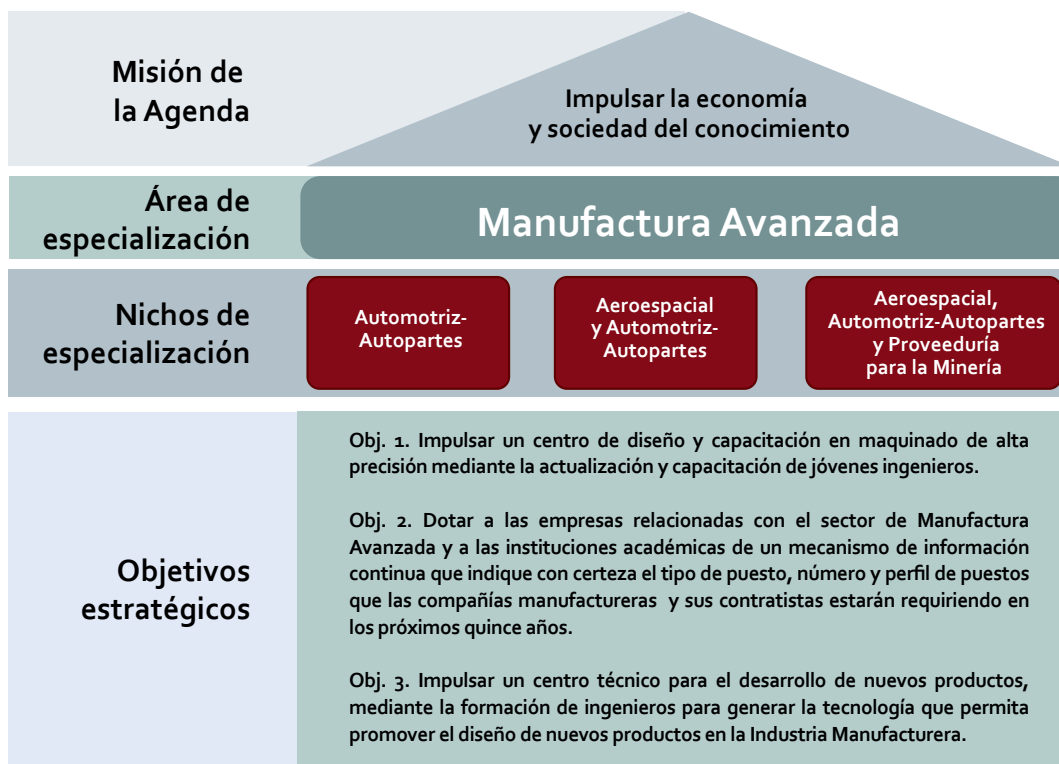 Misión de
la Agenda
Impulsar la economía
y sociedad del conocimiento
Área de
especialización
Manufactura Avanzada
Nichos de
especialización
Automotriz-
Autopartes
Aeroespacial
y Automotriz-
Autopartes
Aeroespacial,
Automotriz-Autopartes
y Proveeduría
para la Minería
Objetivos
estratégicos
Obj. 1. Impulsar un centro de diseño y capacitación en maquinado de alta
precisión mediante la actualización y capacitación de jóvenes ingenieros.
Obj. 2. Dotar a las empresas relacionadas con el sector de Manufactura
Avanzada y a las instituciones académicas de un mecanismo de información
continua que indique con certeza el tipo de puesto, número y perfil de puestos
que las compañías manufactureras y sus contratistas estarán requiriendo en
los próximos quince años.
Obj. 3. Impulsar un centro técnico para el desarrollo de nuevos productos,
mediante la formación de ingenieros para generar la tecnología que permita
promover el diseño de nuevos productos en la Industria Manufacturera.